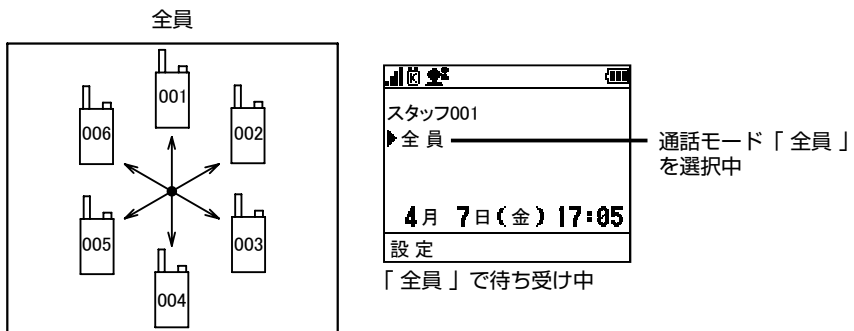 全員
001
006
002
005
003
004
スタッフ001
全 員
4月 7日(金) 17:05
設 定
通話モード「 全員 」
を選択中
「 全員 」で待ち受け中